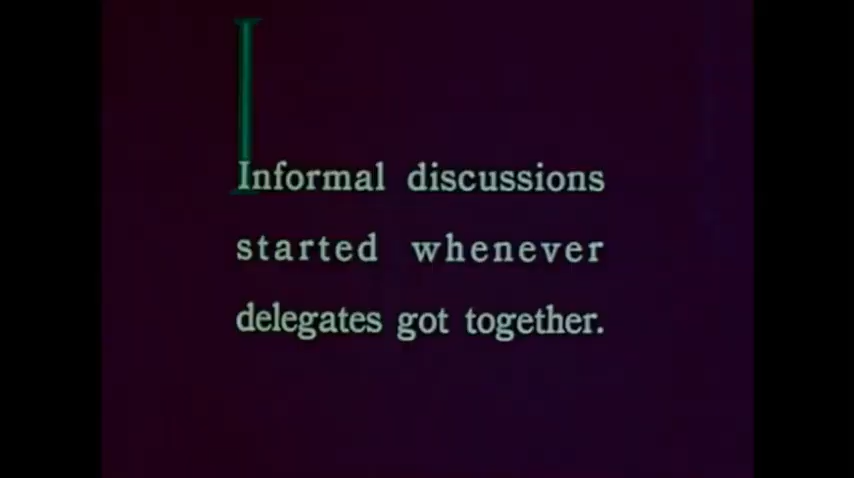 Informal discussions
started whenever
delegates got together.